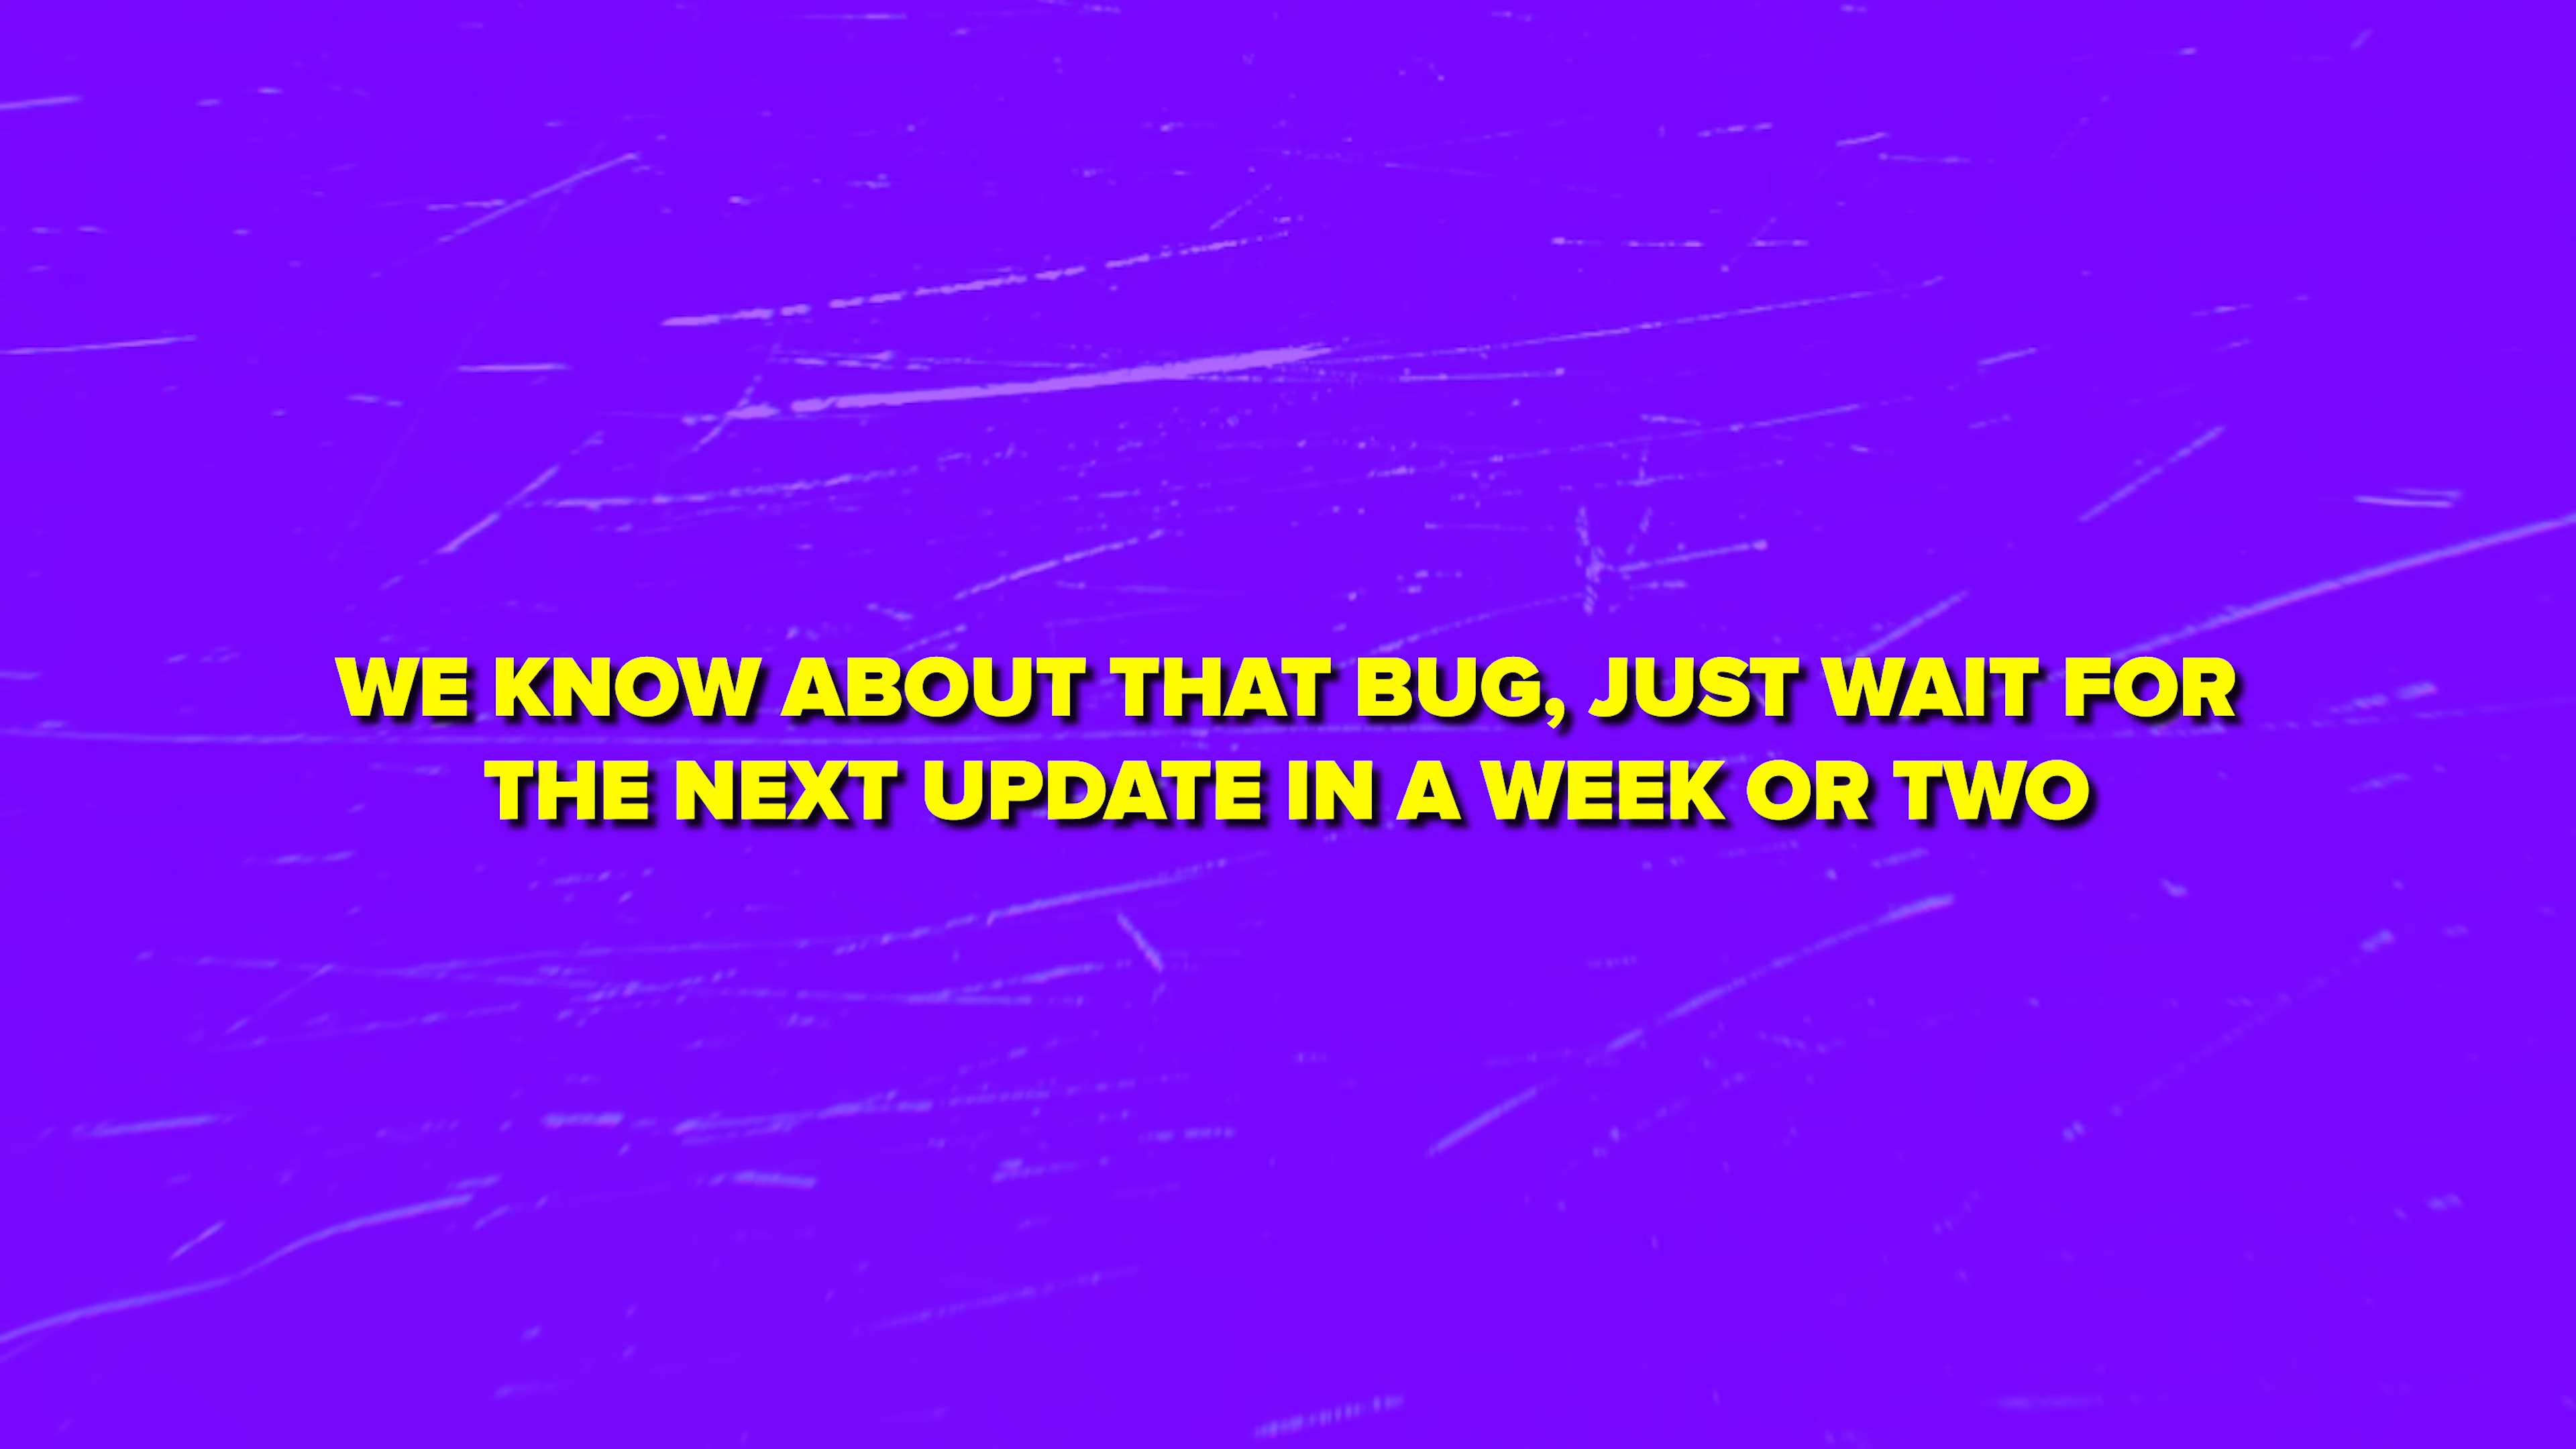 WE KNOW ABOUT THAT BUG, JUST WAIT FOR
THE NEXT UPDATE IN A WEEK OR TWO